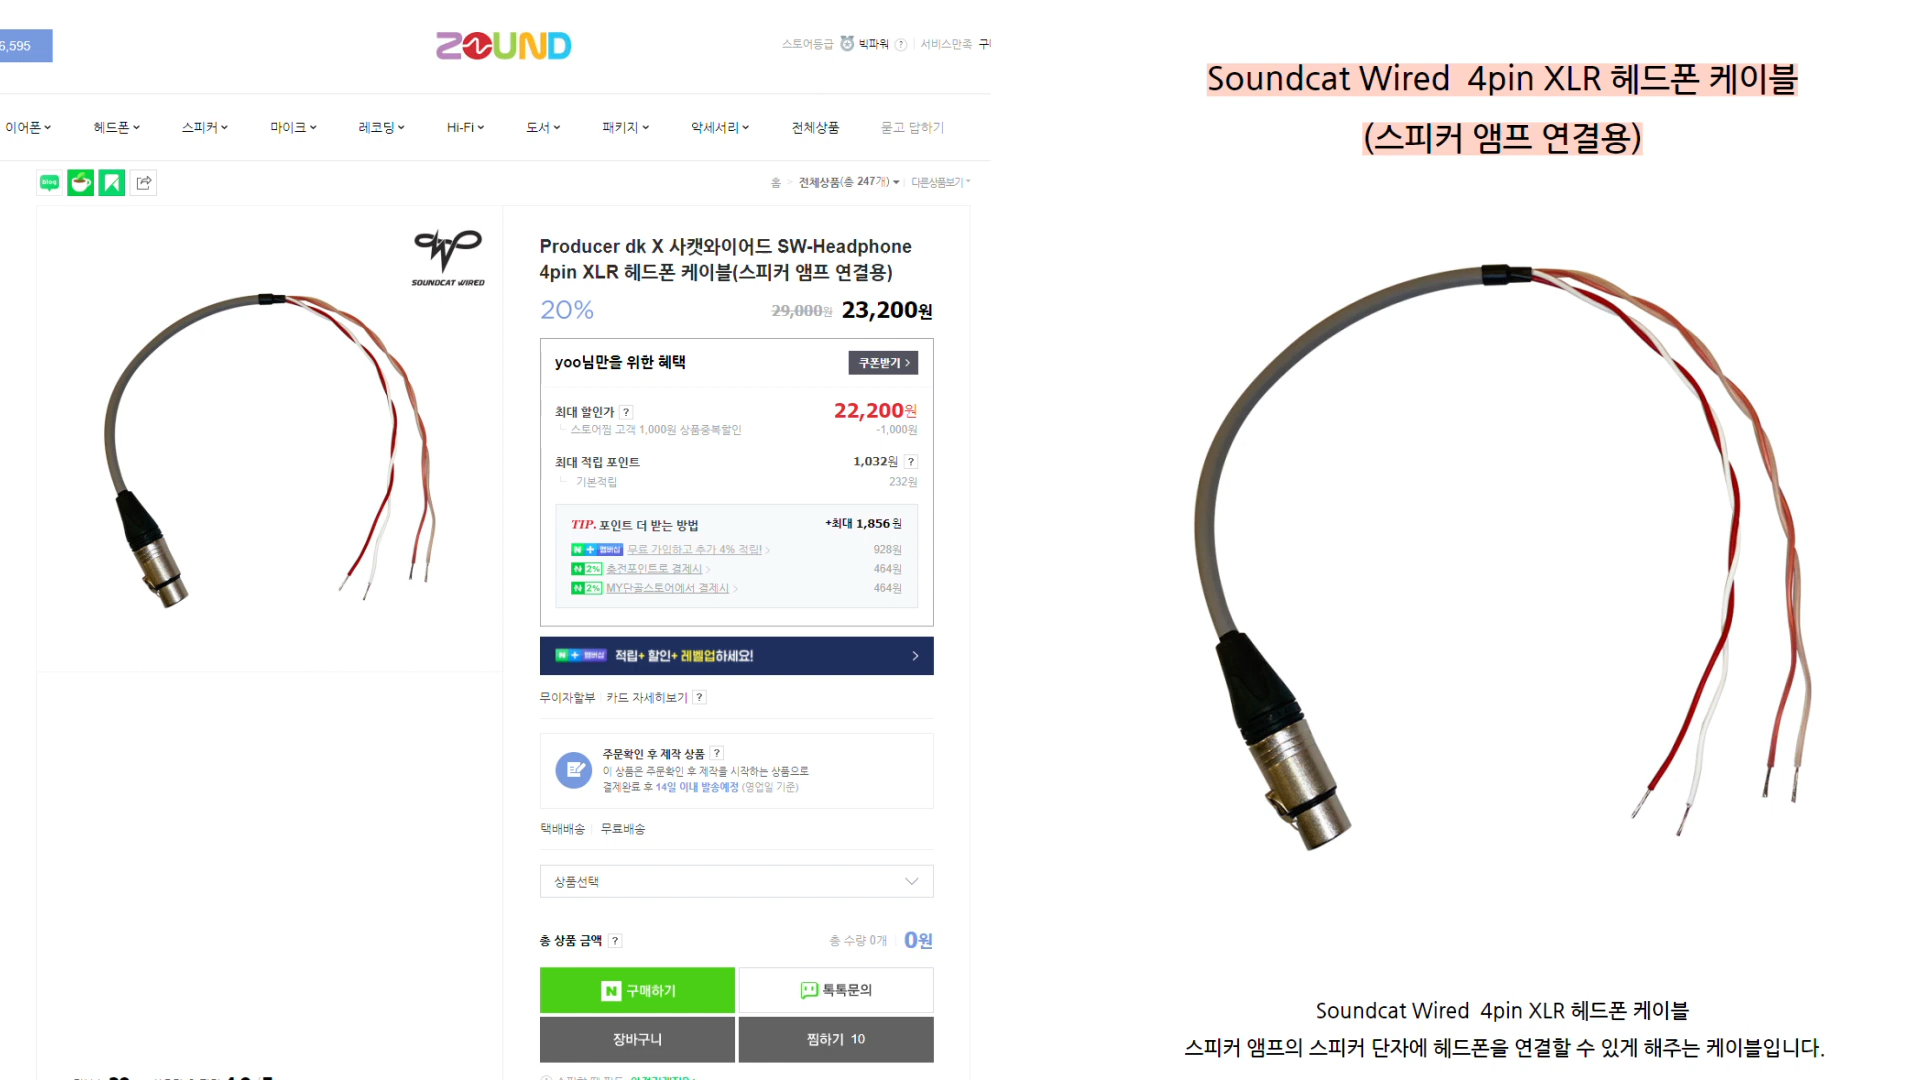 6,595
ZOUND
스토어등급 빅파워 ? 서비스만족
이어폰 헤드폰 스피커 마이크 레코딩 Hi-Fi 도서 패키지 악세서리 전체상품 묻고 답하기
blog
홈 > 전체상품(총 247개) 다른상품보기
SOUNDCAT WIRED
Producer dk X 사캣와이어드 SW-Headphone
4pin XLR 헤드폰 케이블(스피커 앰프 연결용)
20% 29,000원 23,200원
yoo님만을 위한 혜택 쿠폰받기 >
최대 할인가 ? 22,200원
스토어찜 고객 1,000원 상품중복할인 -1,000원
최대 적립 포인트 1,032원 ?
기본적립 232원
TIP. 포인트 더 받는 방법 +최대 1,856원
N + 멤버십 무료 가입하고 추가 4% 적립! > 928원
N 2% 충전포인트로 결제시 > 464원
N 2% MY단골스토어에서 결제시 > 464원
N + 멤버십 적립+ 할인+ 레벨업하세요! >
무이자할부 카드 자세히보기 ?
주문확인 후 제작 상품 ?
이 상품은 주문확인 후 제작을 시작하는 상품으로
결제완료 후 14일 이내 발송예정 (영업일 기준)
택배배송 무료배송
상품선택
총 상품 금액 ? 총 수량 0개 0원
N 구매하기 톡톡문의
장바구니 찜하기 10
Soundcat Wired 4pin XLR 헤드폰 케이블
(스피커 앰프 연결용)
Soundcat Wired 4pin XLR 헤드폰 케이블
스피커 앰프의 스피커 단자에 헤드폰을 연결할 수 있게 해주는 케이블입니다.